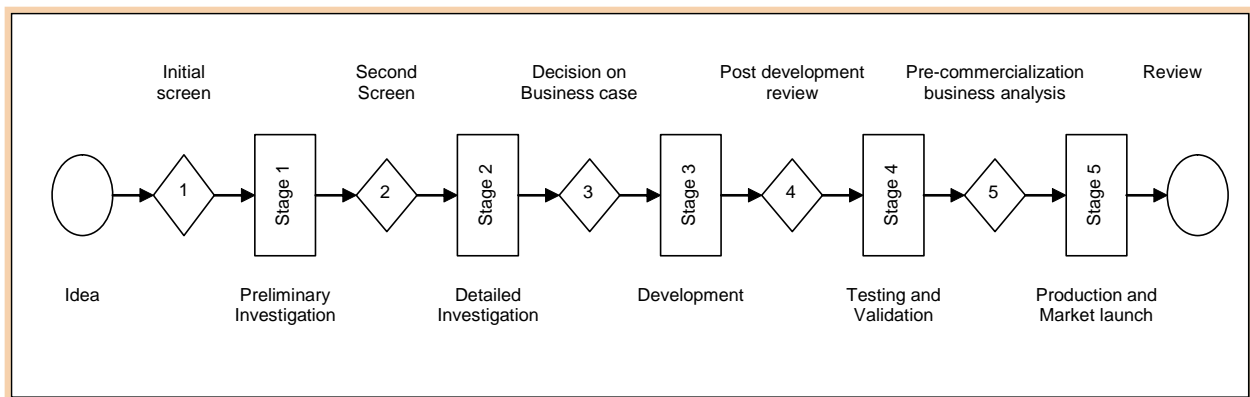 Initial
screen
Second
Screen
Decision on
Business case
Post development
review
Pre-commercialization
business analysis
Review
1
Stage 1
2
Stage 2
3
Stage 3
4
Stage 4
5
Stage 5
Idea
Preliminary
Investigation
Detailed
Investigation
Development
Testing and
Validation
Production and
Market launch